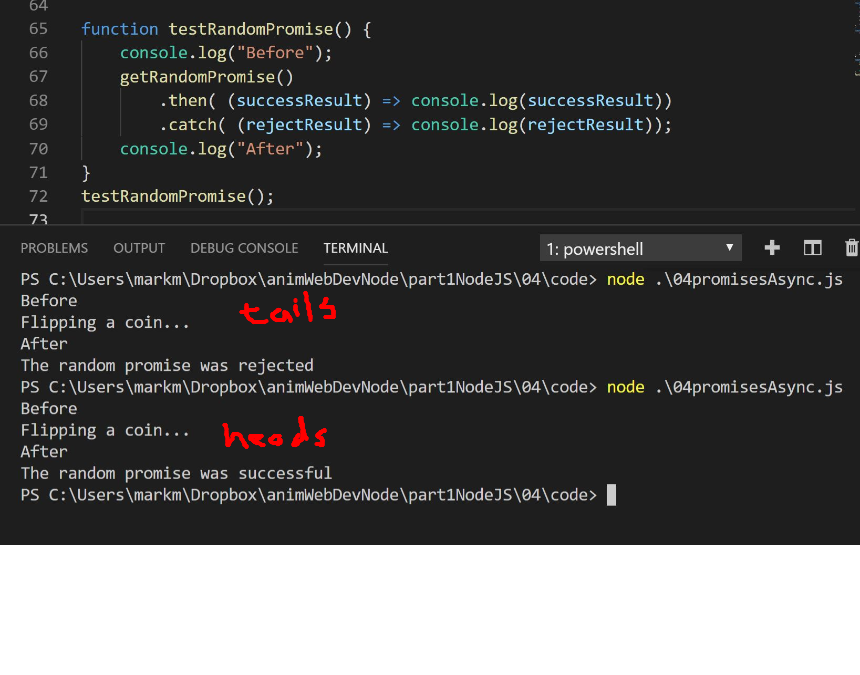 64
65 function testRandomPromise() {
66 console.log("Before");
67 getRandomPromise()
68 .then( (successResult) => console.log(successResult))
69 .catch( (rejectResult) => console.log(rejectResult));
70 console.log("After");
71 }
72 testRandomPromise();
73
PROBLEMS OUTPUT DEBUG CONSOLE TERMINAL 1: powershell
PS C:\Users\markm\Dropbox\animWebDevNode\part1NodeJS\04\code> node .\04promisesAsync.js
Before
tails
Flipping a coin...
After
The random promise was rejected
PS C:\Users\markm\Dropbox\animWebDevNode\part1NodeJS\04\code> node .\04promisesAsync.js
Before
Flipping a coin... heads
After
The random promise was successful
PS C:\Users\markm\Dropbox\animWebDevNode\part1NodeJS\04\code>